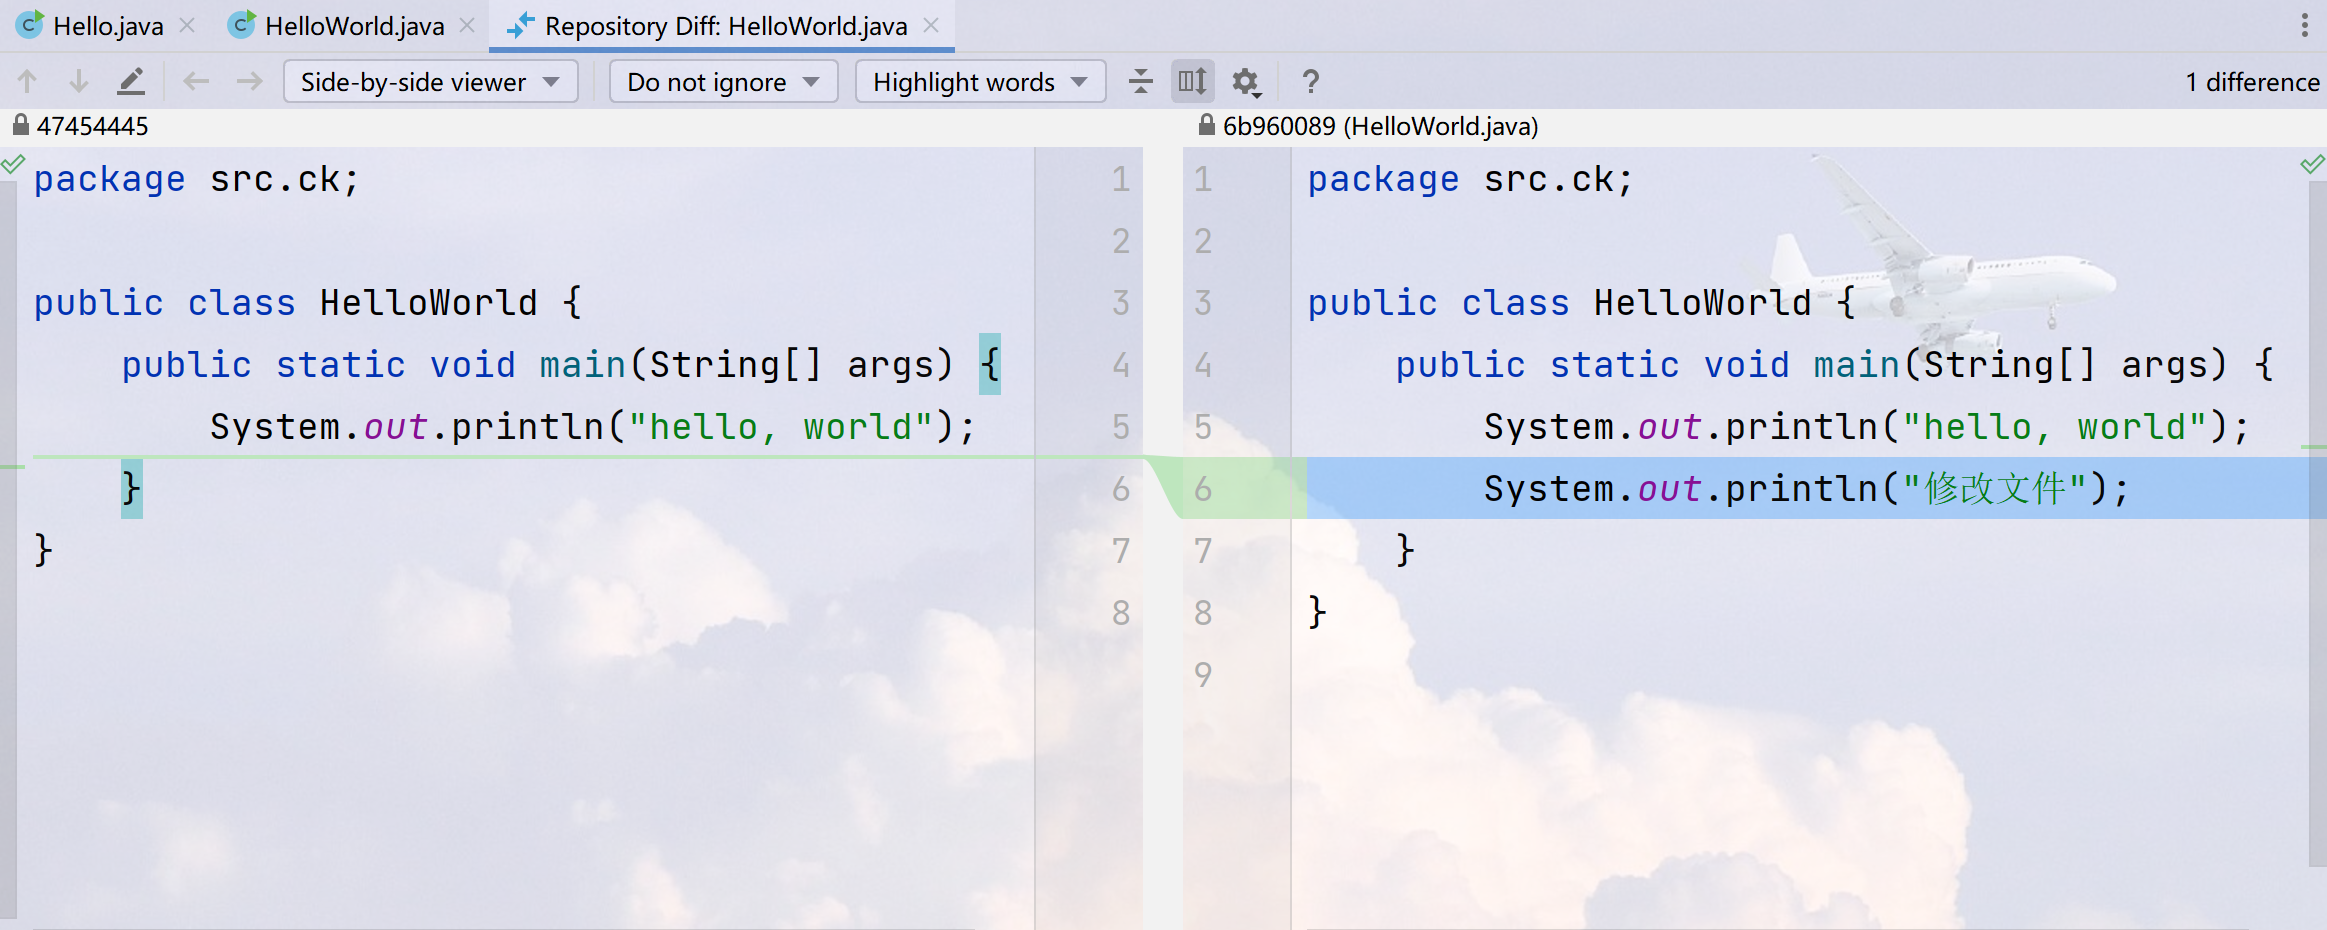 Hello.java HelloWorld.java Repository Diff: HelloWorld.java
Side-by-side viewer Do not ignore Highlight words ? 1 difference
47454445
package src.ck; 1
2
public class HelloWorld { 3
public static void main(String[] args) { 4
System.out.println("hello, world"); 5
} 6
} 7
8
6b960089 (HelloWorld.java)
1 package src.ck;
2
3 public class HelloWorld {
4 public static void main(String[] args) {
5 System.out.println("hello, world");
6 System.out.println("修改文件");
7 }
8 }
9